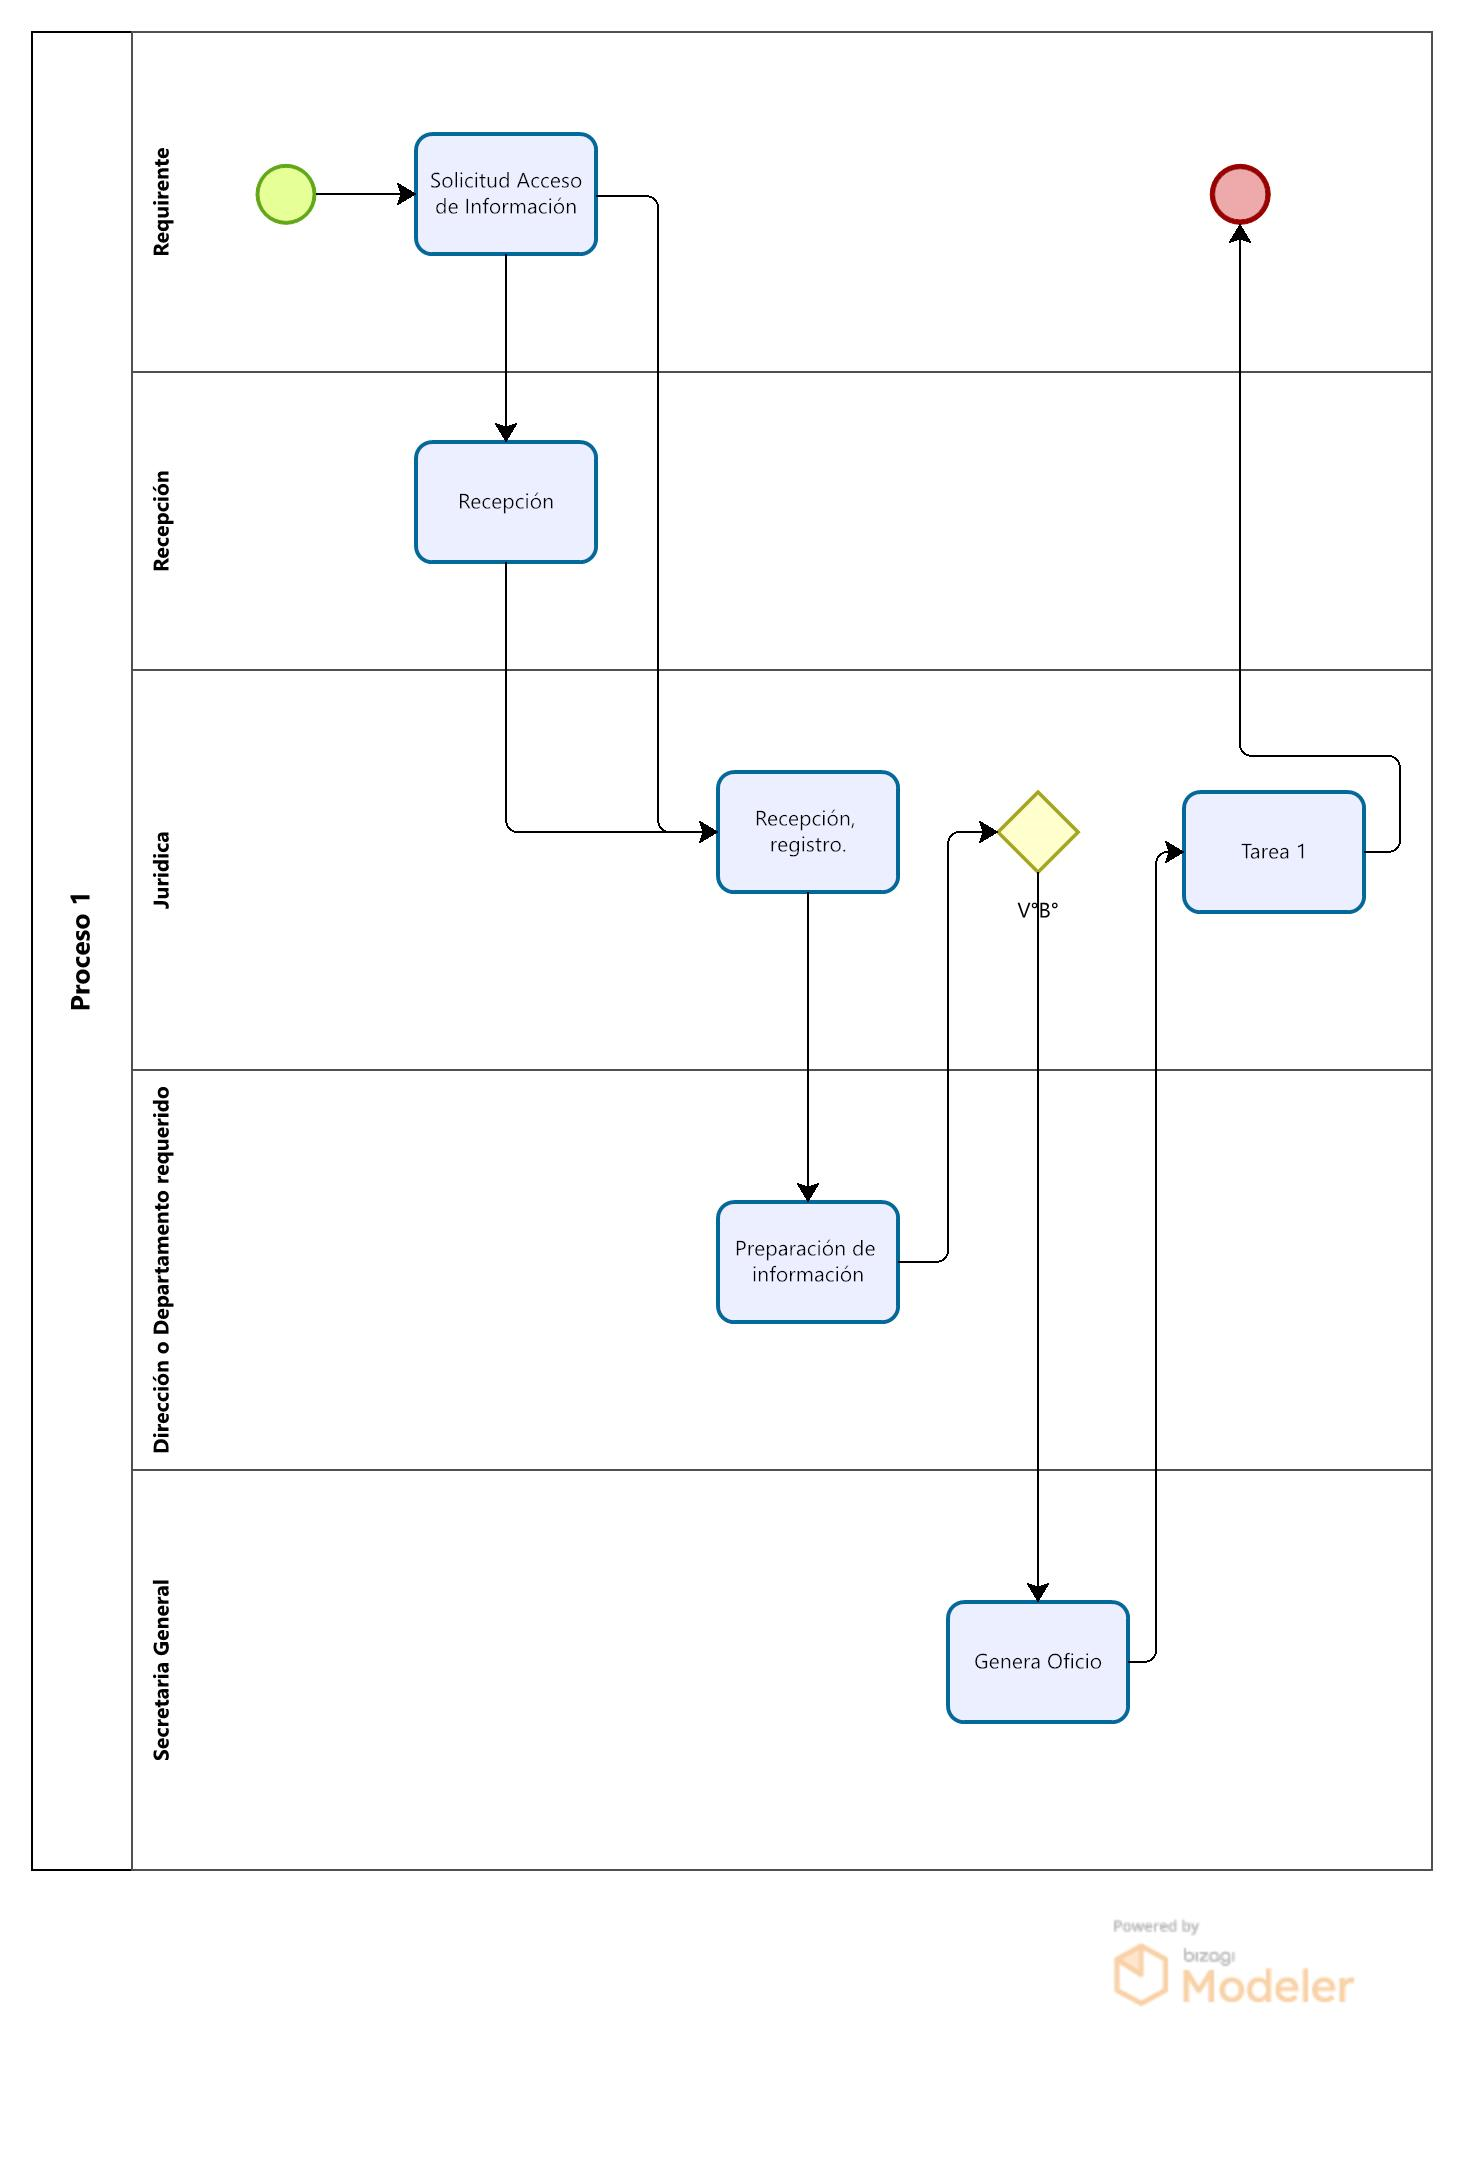 Proceso 1
Requirente
Solicitud Acceso
de Información
Recepción
Recepción
Juridica
Recepción,
registro.
V°B°
Tarea 1
Dirección o Departamento requerido
Preparación de
información
Secretaria General
Genera Oficio
Powered by
bizagi
Modeler